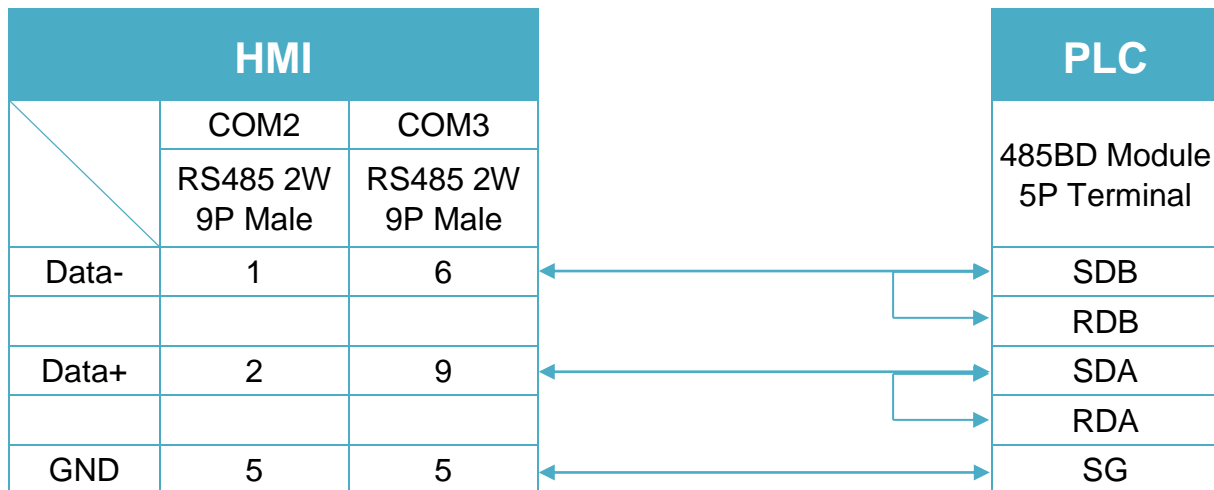 HMI
PLC
COM2
COM3
RS485 2W
9P Male
RS485 2W
9P Male
485BD Module
5P Terminal
Data-
1
6
SDB
RDB
Data+
2
9
SDA
RDA
GND
5
5
SG